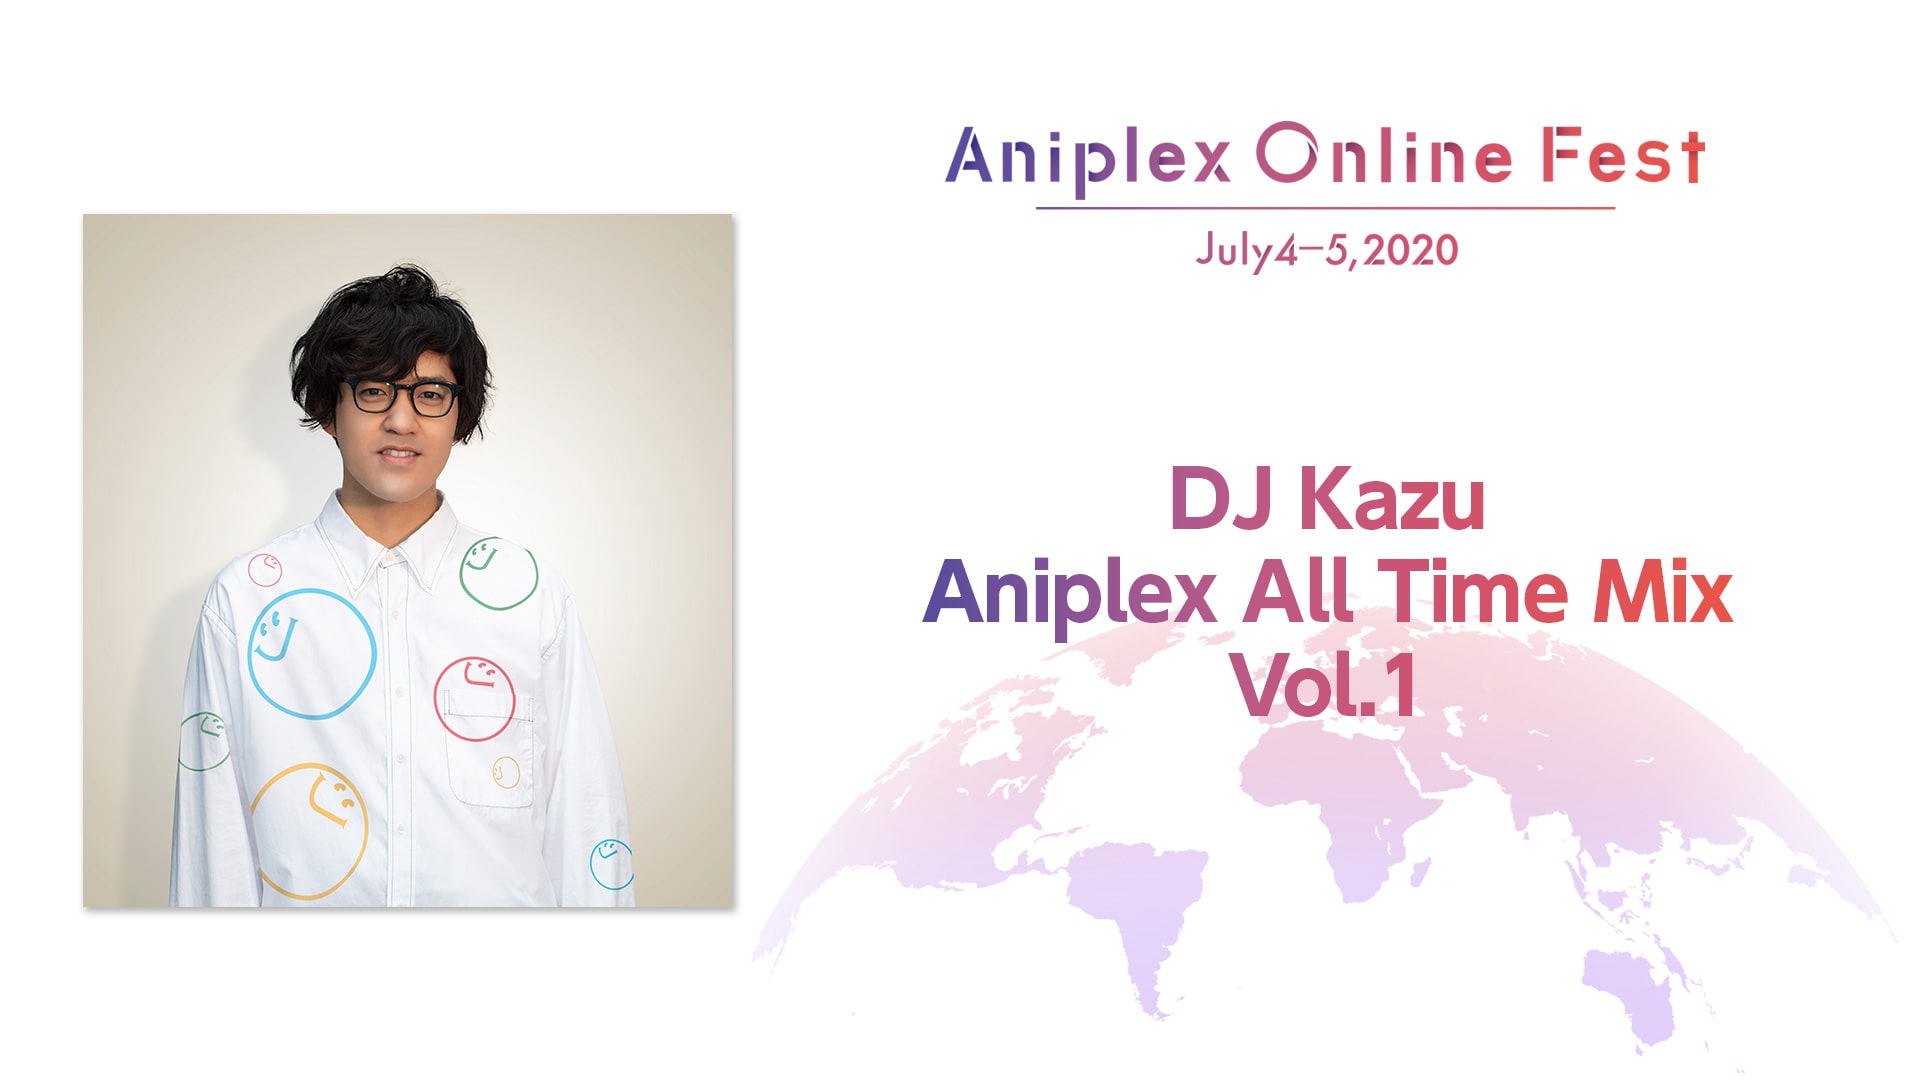 Aniplex Online Fest
July4–5,2020
DJ Kazu
Aniplex All Time Mix
Vol.1